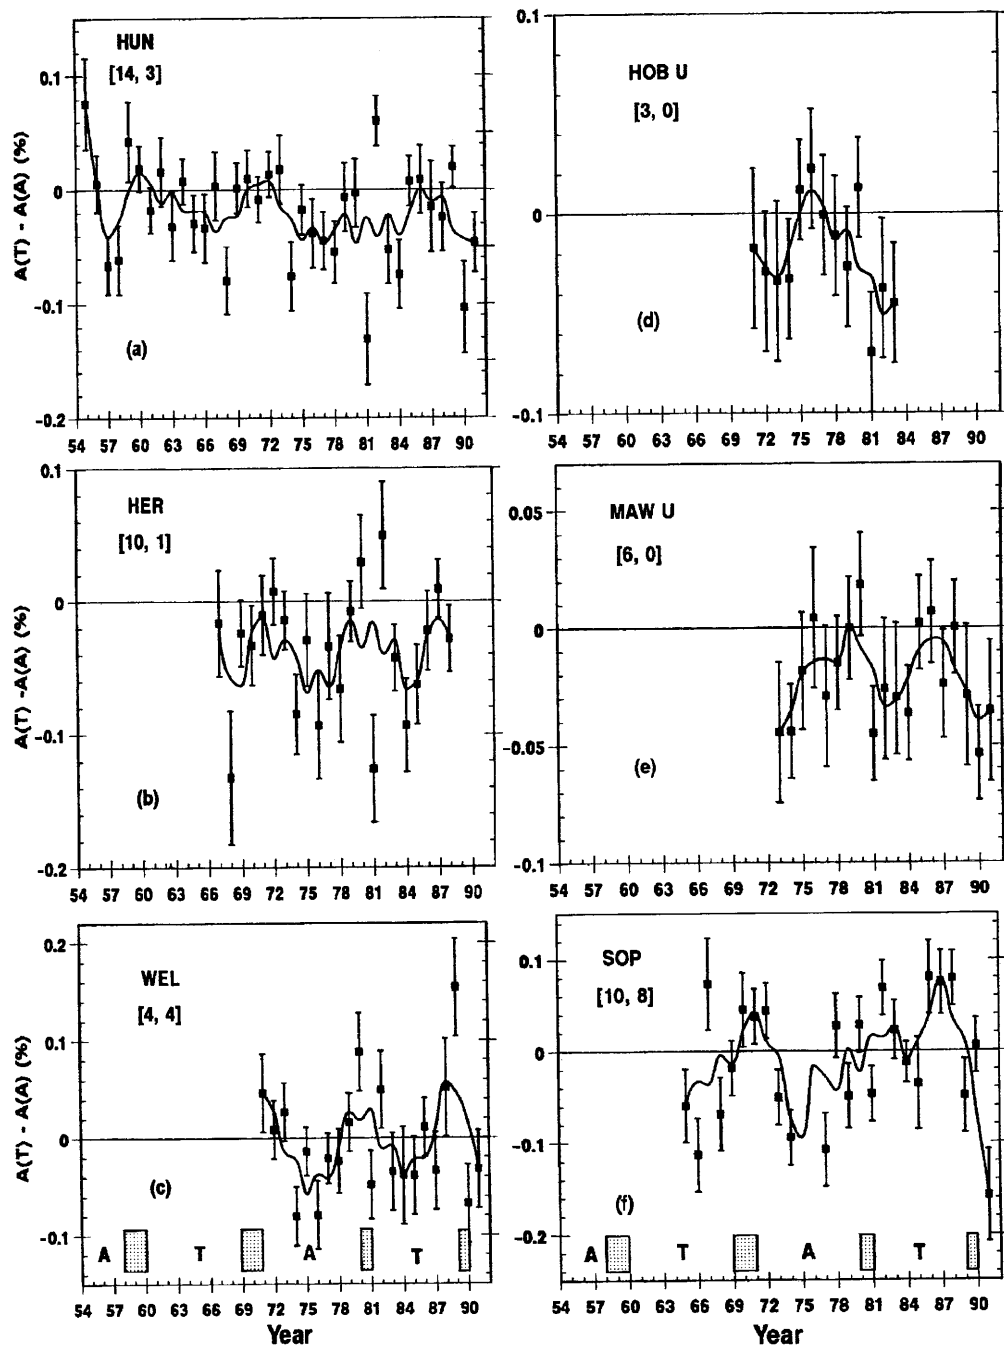 HUN
[14, 3]
A(T) - A(A) (%)
0.1
0
-0.1
-0.2
(a)
54 57 60 63 66 69 72 75 78 81 84 87 90
HOB U
[3, 0]
0.1
0
-0.1
(d)
54 57 60 63 66 69 72 75 78 81 84 87 90
HER
[10, 1]
A(T) -A(A) (%)
0.1
0
-0.1
-0.2
(b)
54 57 60 63 66 69 72 75 78 81 84 87 90
MAW U
[6, 0]
0.05
0
-0.05
-0.1
(e)
54 57 60 63 66 69 72 75 78 81 84 87 90
WEL
[4, 4]
A(T) - A(A) (%)
0.2
0.1
0
-0.1
(c)
A T A T
54 57 60 63 66 69 72 75 78 81 84 87 90
Year
SOP
[10, 8]
0.1
0
-0.1
-0.2
(f)
A T A T
54 57 60 63 66 69 72 75 78 81 84 87 90
Year